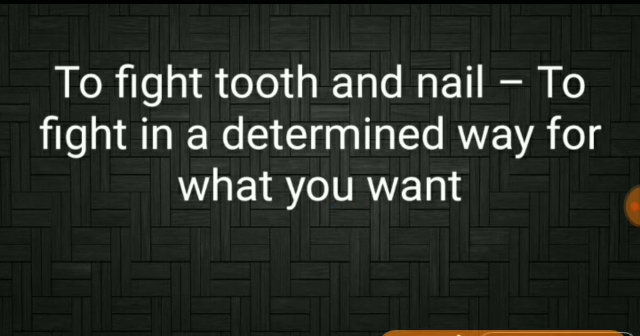 To fight tooth and nail – To
fight in a determined way for
what you want